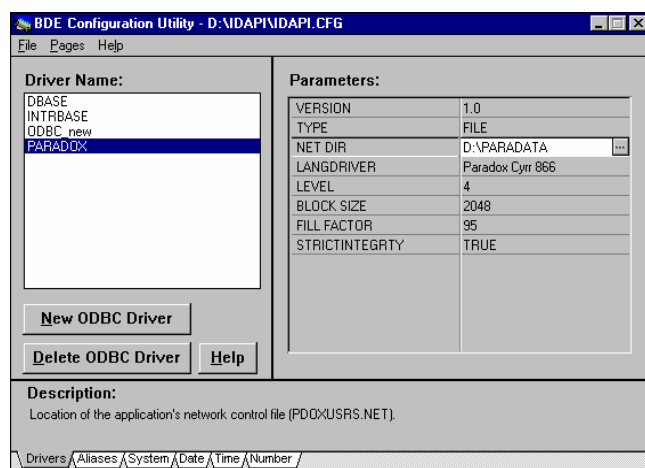 BDE Configuration Utility - D:\IDAPI\IDAPI.CFG
File Pages Help
Driver Name:
DBASE
INTRBASE
ODBC_new
PARADOX
New ODBC Driver
Delete ODBC Driver Help
Parameters:
VERSION 1.0
TYPE FILE
NET DIR D:\PARADATA ...
LANGDRIVER Paradox Cyrr 866
LEVEL 4
BLOCK SIZE 2048
FILL FACTOR 95
STRICTINTEGRTY TRUE
Description:
Location of the application's network control file (PDOXUSRS.NET).
Drivers Aliases System Date Time Number